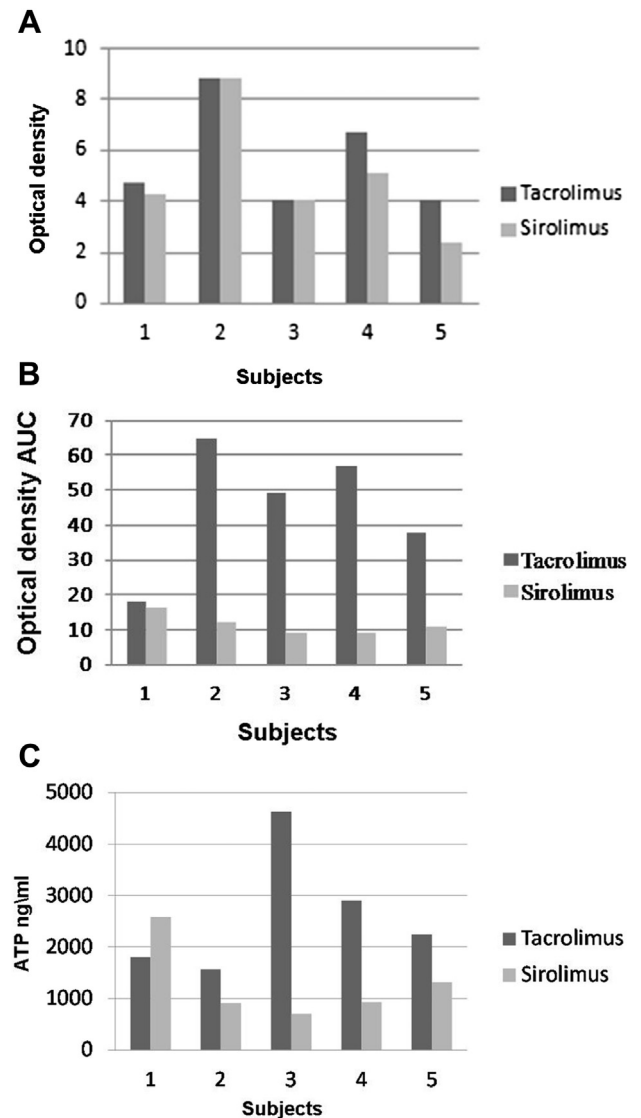 A
Optical density
10
8
6
4
2
0
1 2 3 4 5
Subjects
Tacrolimus
Sirolimus
B
Optical density AUC
70
60
50
40
30
20
10
0
1 2 3 4 5
Subjects
Tacrolimus
Sirolimus
C
ATP ng\ml
5000
4000
3000
2000
1000
0
1 2 3 4 5
Subjects
Tacrolimus
Sirolimus